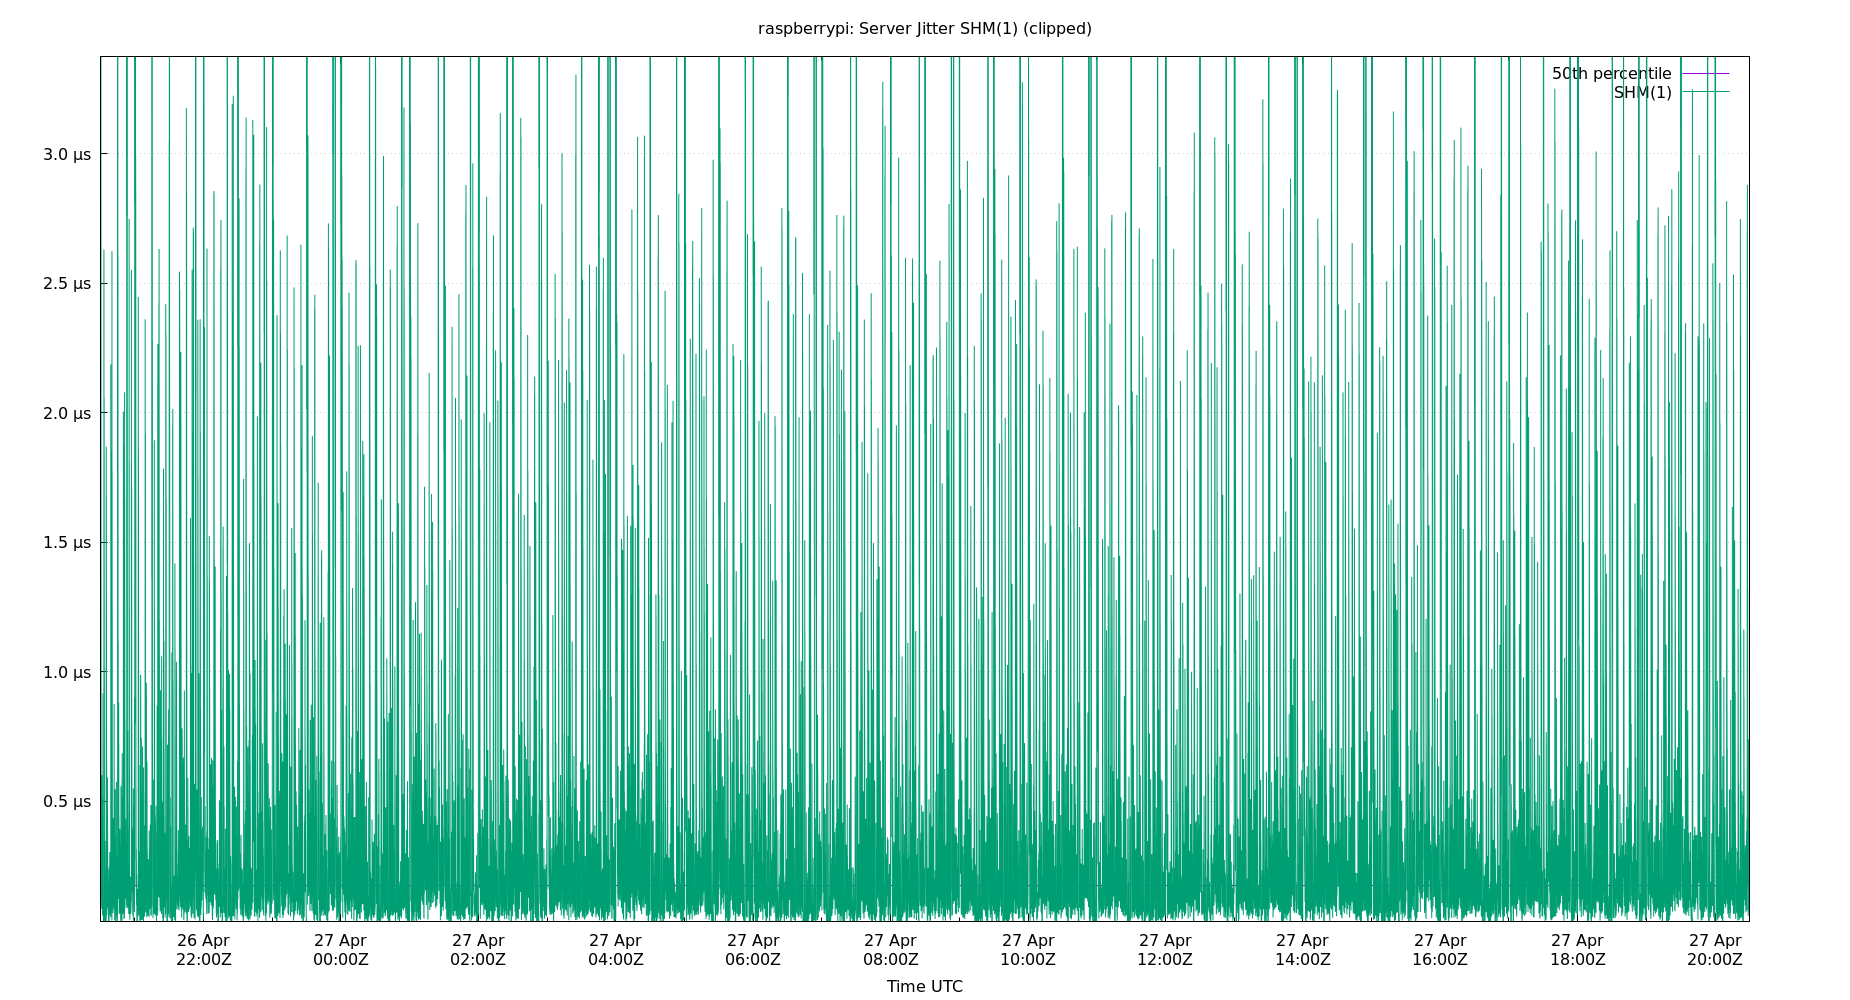 raspberrypi: Server Jitter SHM(1) (clipped)
50th percentile
SHM(1)
3.0 µs
2.5 µs
2.0 µs
1.5 µs
1.0 µs
0.5 µs
26 Apr 27 Apr 27 Apr 27 Apr 27 Apr 27 Apr 27 Apr 27 Apr 27 Apr 27 Apr 27 Apr 27 Apr
22:00Z 00:00Z 02:00Z 04:00Z 06:00Z 08:00Z 10:00Z 12:00Z 14:00Z 16:00Z 18:00Z 20:00Z
Time UTC